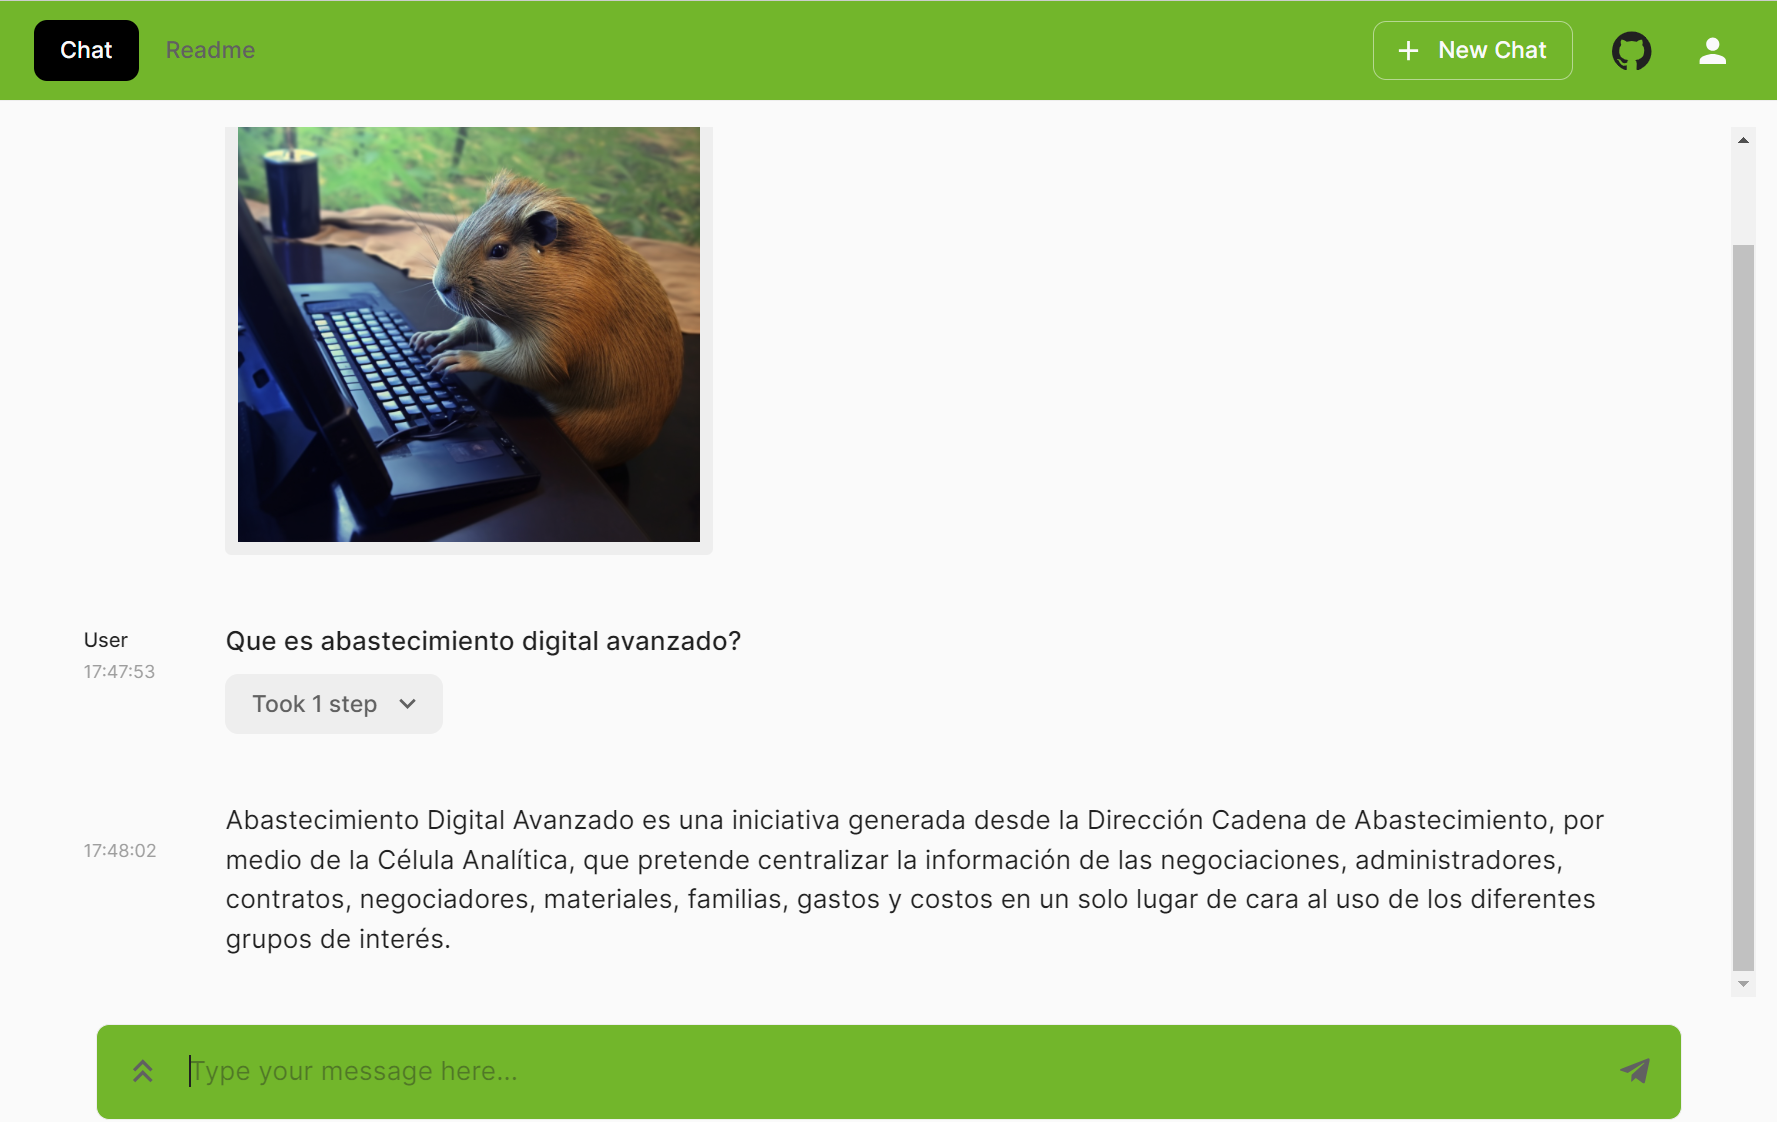 Chat
Readme
New Chat
User
Que es abastecimiento digital avanzado?
17:47:53
Took 1 step
Abastecimiento Digital Avanzado es una iniciativa generada desde la Dirección Cadena de Abastecimiento, por
17:48:02
medio de la Célula Analítica, que pretende centralizar la información de las negociaciones, administradores,
contratos, negociadores, materiales, familias, gastos y costos en un solo lugar de cara al uso de los diferentes
grupos de interés.
Type your message here...